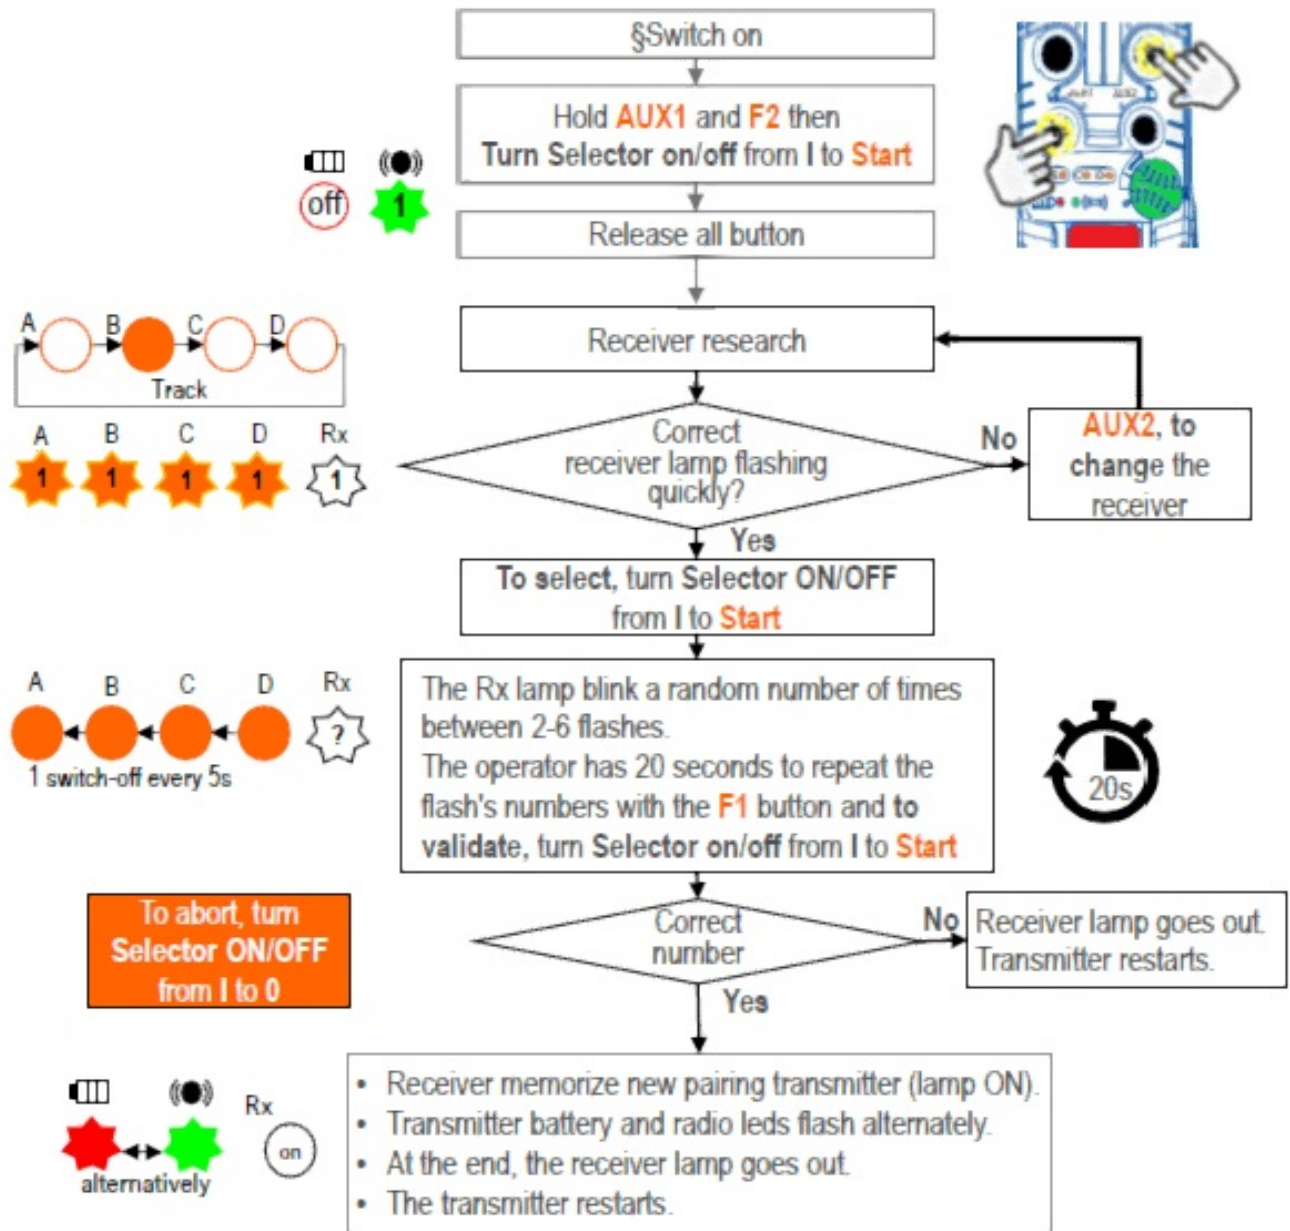 §Switch on
Hold AUX1 and F2 then
Turn Selector on/off from I to Start
off
1
AUX1
AUX2
Release all button
A
B
C
D
Track
Receiver research
A
B
C
D
Rx
1
1
1
1
1
Correct
receiver lamp flashing
quickly?
No
AUX2, to
change the
receiver
Yes
To select, turn Selector ON/OFF
from I to Start
A
B
C
D
Rx
?
1 switch-off every 5s
The Rx lamp blink a random number of times
between 2-6 flashes.
The operator has 20 seconds to repeat the
flash's numbers with the F1 button and to
validate, turn Selector on/off from I to Start
20s
To abort, turn
Selector ON/OFF
from I to 0
Correct
number
No
Receiver lamp goes out.
Transmitter restarts.
Yes
Rx
on
alternatively
• Receiver memorize new pairing transmitter (lamp ON).
• Transmitter battery and radio leds flash alternately.
• At the end, the receiver lamp goes out.
• The transmitter restarts.